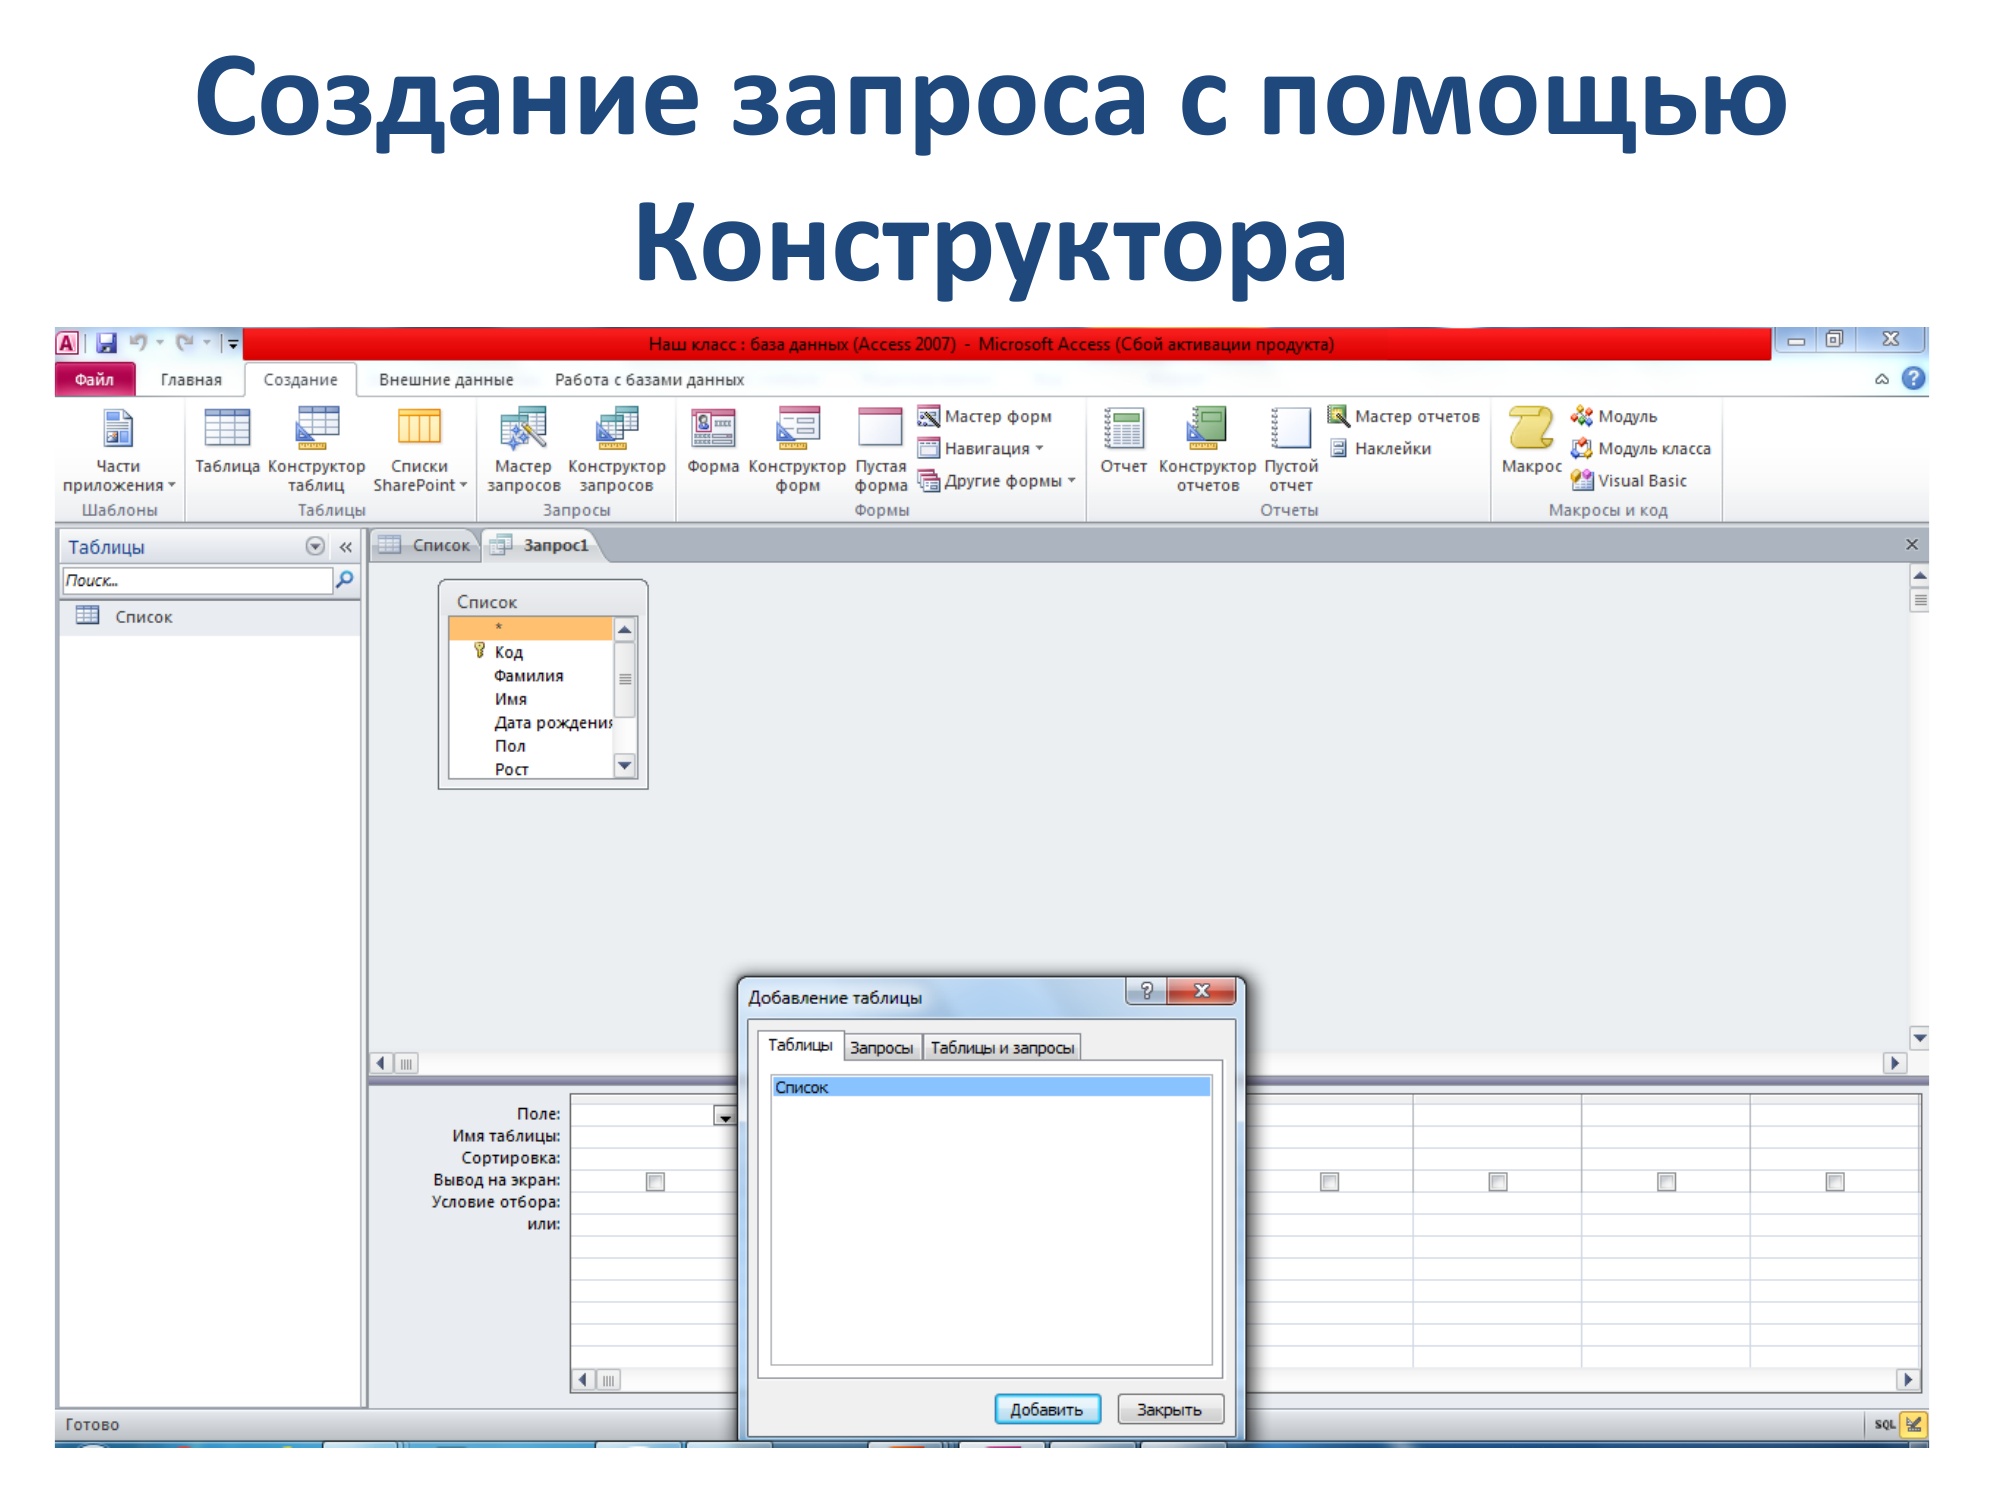 Создание запроса с помощью
Конструктора
Наш класс : база данных (Access 2007) - Microsoft Access (Сбой активации продукта)
Файл Главная Создание Внешние данные Работа с базами данных
Части приложения
Таблица
Конструктор таблиц
Списки SharePoint
Мастер запросов
Конструктор запросов
Форма
Конструктор форм
Пустая форма
Мастер форм
Навигация
Другие формы
Отчет
Конструктор отчетов
Пустой отчет
Мастер отчетов
Наклейки
Макрос
Модуль
Модуль класса
Visual Basic
Шаблоны Таблицы Запросы Формы Отчеты Макросы и код
Таблицы
Поиск...
Список
Список Запрос1
Список
*
Код
Фамилия
Имя
Дата рождения
Пол
Рост
Добавление таблицы
Таблицы Запросы Таблицы и запросы
Список
Поле:
Имя таблицы:
Сортировка:
Вывод на экран:
Условие отбора:
или:
Добавить Закрыть
Готово
SQL